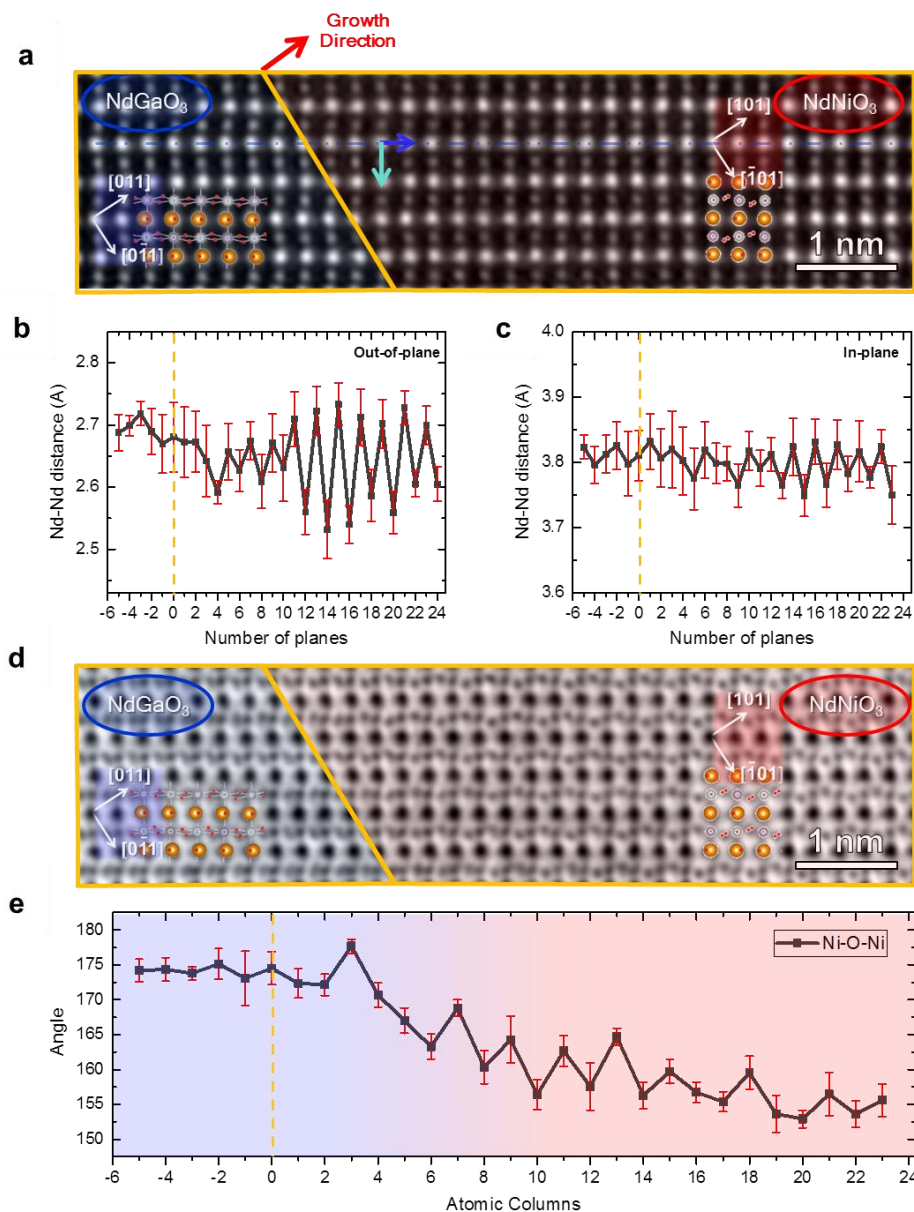 Growth
Direction
a
NdGaO₃
[101]
NdNiO₃
[011]
[1̄01]
[01̄1]
1 nm
b
c
2.8
2.7
2.6
2.5
Nd-Nd distance (A)
Out-of-plane
-6 -4 -2 0 2 4 6 8 10 12 14 16 18 20 22 24
Number of planes
4.0
3.9
3.8
3.7
3.6
Nd-Nd distance (A)
In-plane
-6 -4 -2 0 2 4 6 8 10 12 14 16 18 20 22 24
Number of planes
d
NdGaO₃
[101]
NdNiO₃
[011]
[1̄01]
[01̄1]
1 nm
e
180
175
170
165
160
155
150
Angle
Ni-O-Ni
-6 -4 -2 0 2 4 6 8 10 12 14 16 18 20 22 24
Atomic Columns